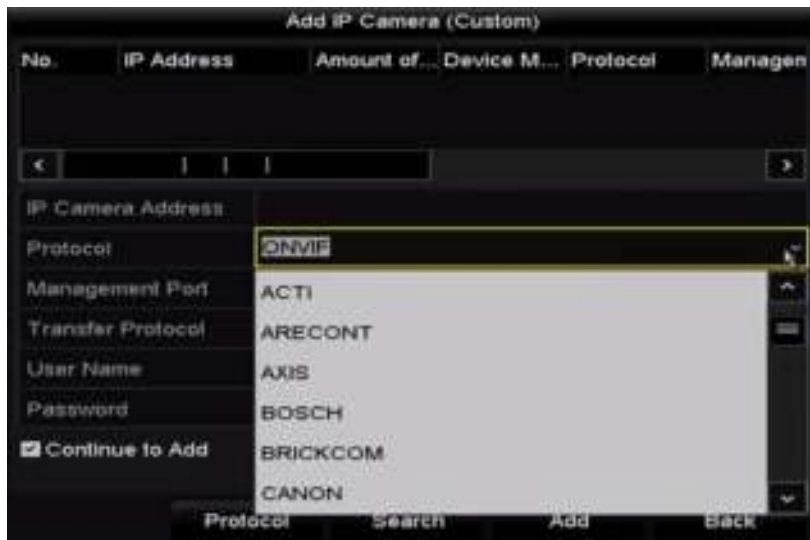 Add IP Camera (Custom)
No. IP Address Amount of... Device M... Protocol Managen
IP Camera Address
Protocol ONVIF
Management Port ACTi
Transfer Protocol ARECONT
User Name AXIS
Password BOSCH
Continue to Add BRICKCOM
CANON
Protocol Search Add Back